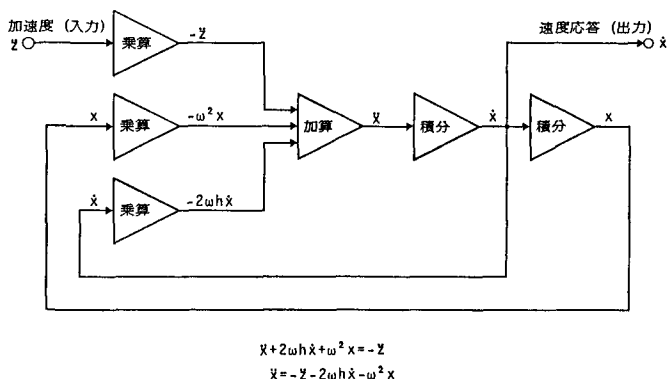 加速度 (入力)
z̈
乗算
-z̈
速度応答 (出力)
ẋ
x
乗算
-ω²x
加算
ẍ
積分
ẋ
積分
x
ẋ
乗算
-2ωhẋ
ẍ+2ωhẋ+ω²x=-z̈
ẍ=-z̈-2ωhẋ-ω²x